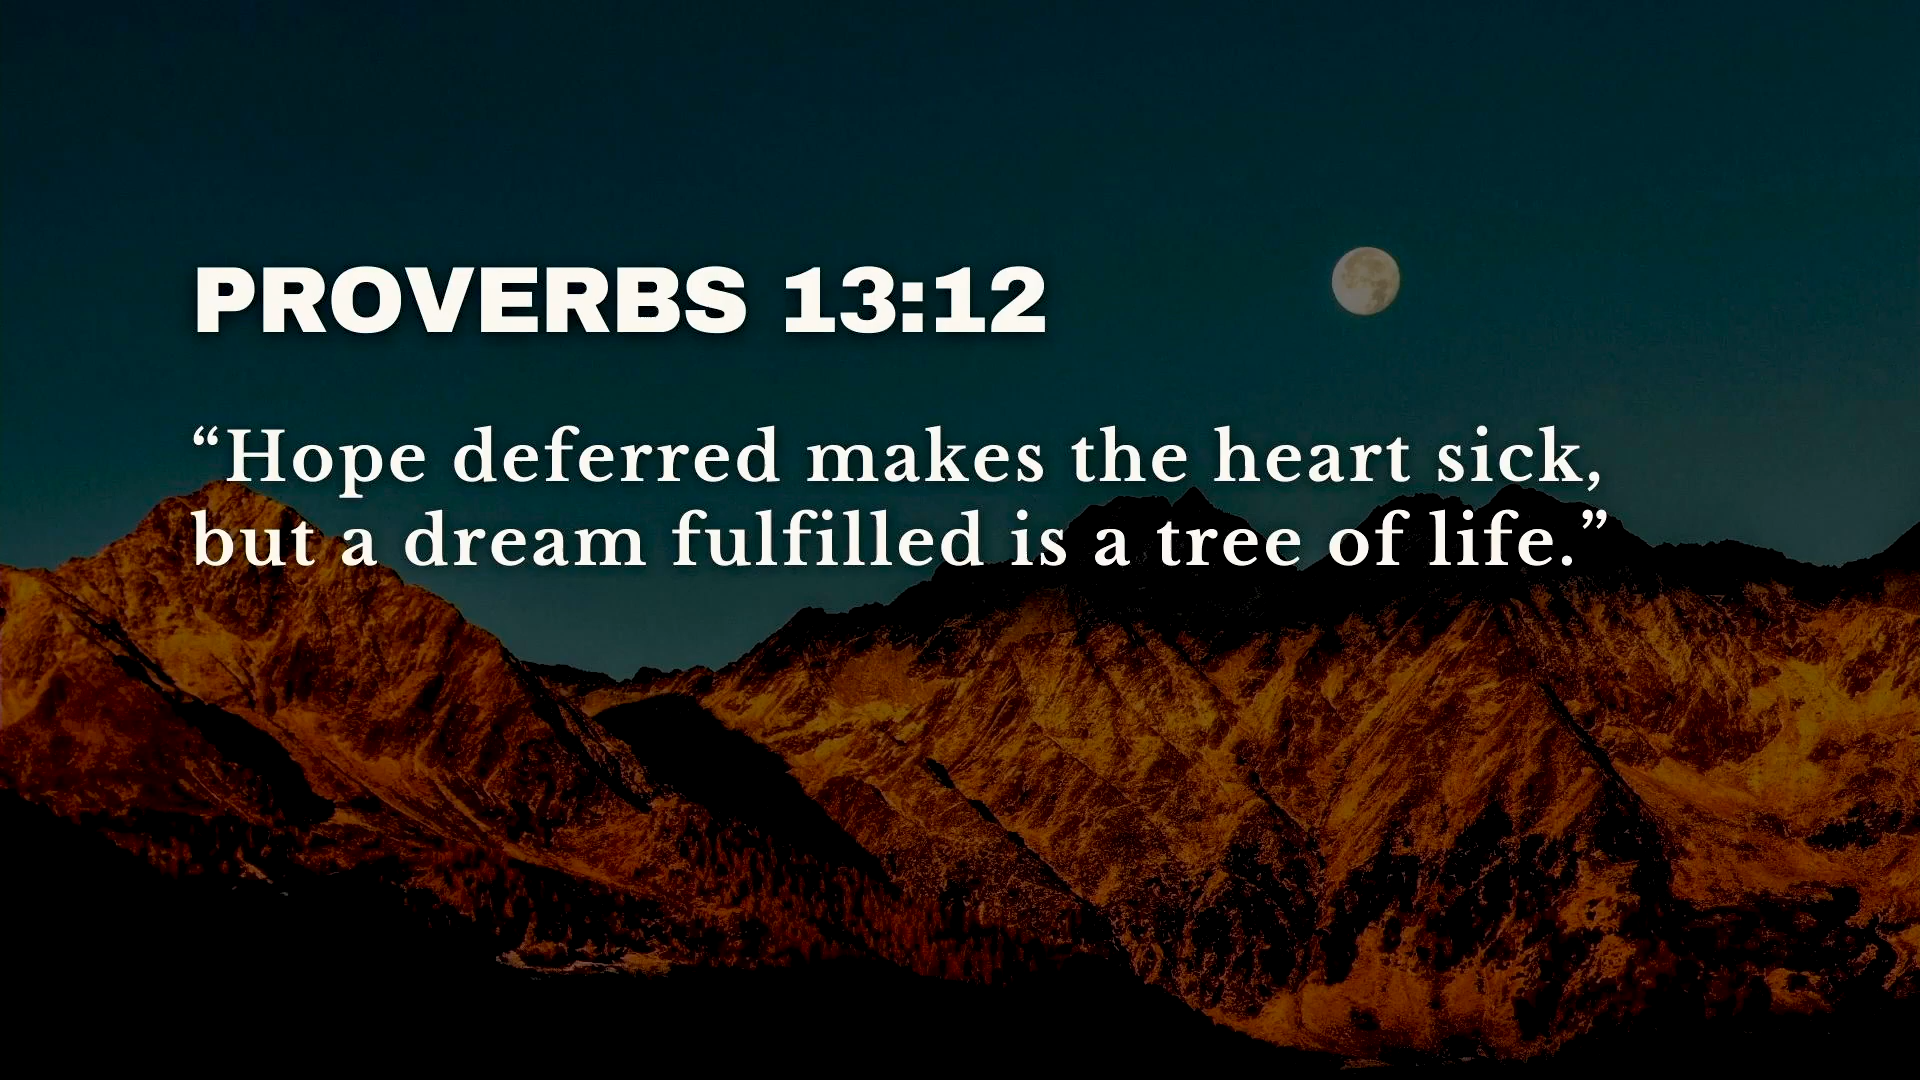 PROVERBS 13:12
“Hope deferred makes the heart sick,
but a dream fulfilled is a tree of life.”